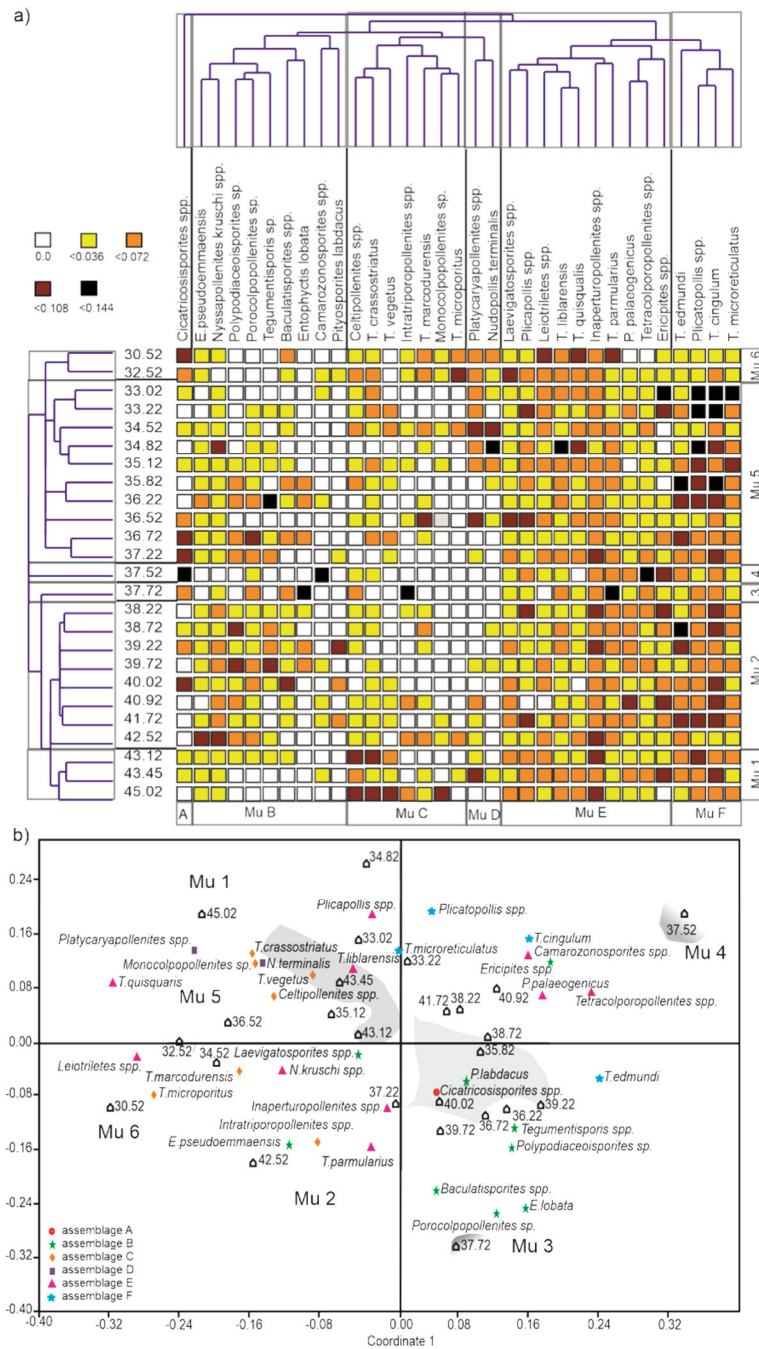 a)
Cicatricosisporites spp.
E.pseudoemmaensis
Nyssapollenites kruschi spp.
Polypodiaceoisporites sp.
Porocolpopollenites sp.
Tegumentisporis sp.
Baculatisporites spp.
Entophyctis lobata
Camarozonosporites spp.
Pityosporites labdacus
Celtipollenites spp.
T. crassostriatus
T. vegetus
Intratriporopollenites spp.
T. marcodurensis
Monocolpopollenites sp.
T. microporitus
Platycaryapollenites spp.
Nudopollis terminalis
Laevigatosporites spp.
Plicapollis spp.
Leiotriletes spp.
T. liblarensis
T. quisqualis
Inaperturopollenites spp.
T. parmularius
P. palaeogenicus
Tetracolporopollenites spp.
Ericipites spp.
T. edmundi
Plicatopollis spp.
T. cingulum
T. microreticulatus
0.0 <0.036 <0.072
<0.108 <0.144
30.52
32.52
33.02
33.22
34.52
34.82
35.12
35.82
36.22
36.52
36.72
37.22
37.52
37.72
38.22
38.72
39.22
39.72
40.02
40.92
41.72
42.52
43.12
43.45
45.02
Mu 6
Mu 5
4
3
Mu 2
Mu 1
A Mu B Mu C Mu D Mu E Mu F
b)
0.24
0.16
0.08
0.00
-0.08
-0.16
-0.24
-0.32
-0.40
34.82
Mu 1
45.02
Plicapollis spp.
Plicatopollis spp.
37.52
Mu 4
Platycaryapollenites spp.
T.crassostriatus
33.02
T.microreticulatus
T.cingulum
Monocolpopollenites sp.
N.terminalis
T.liblarensis
33.22
Camarozonosporites spp.
T.quisquaris
T.vegetus
43.45
Ericipites spp
P.palaeogenicus
Mu 5
Celtipollenites spp.
40.92
Tetracolporopollenites spp.
36.52
35.12
41.72
38.22
32.52
34.52
43.12
38.72
35.82
Laevigatosporites spp.
Leiotriletes spp.
N.kruschi spp.
P.labdacus
T.edmundi
T.marcodurensis
T.microporitus
37.22
Cicatricosisporites spp.
30.52
Inaperturopollenites spp.
40.02
39.22
36.22
Mu 6
Intratriporopollenites spp.
39.72
36.72
Tegumentisporis spp.
E.pseudoemmaensis
T.parmularius
Polypodiaceoisporites sp.
42.52
Mu 2
Baculatisporites spp.
E.lobata
Porocolpopollenites sp.
37.72
Mu 3
assemblage A
assemblage B
assemblage C
assemblage D
assemblage E
assemblage F
-0.40 -0.32 -0.24 -0.16 -0.08 0.00 0.08 0.16 0.24 0.32
Coordinate 1